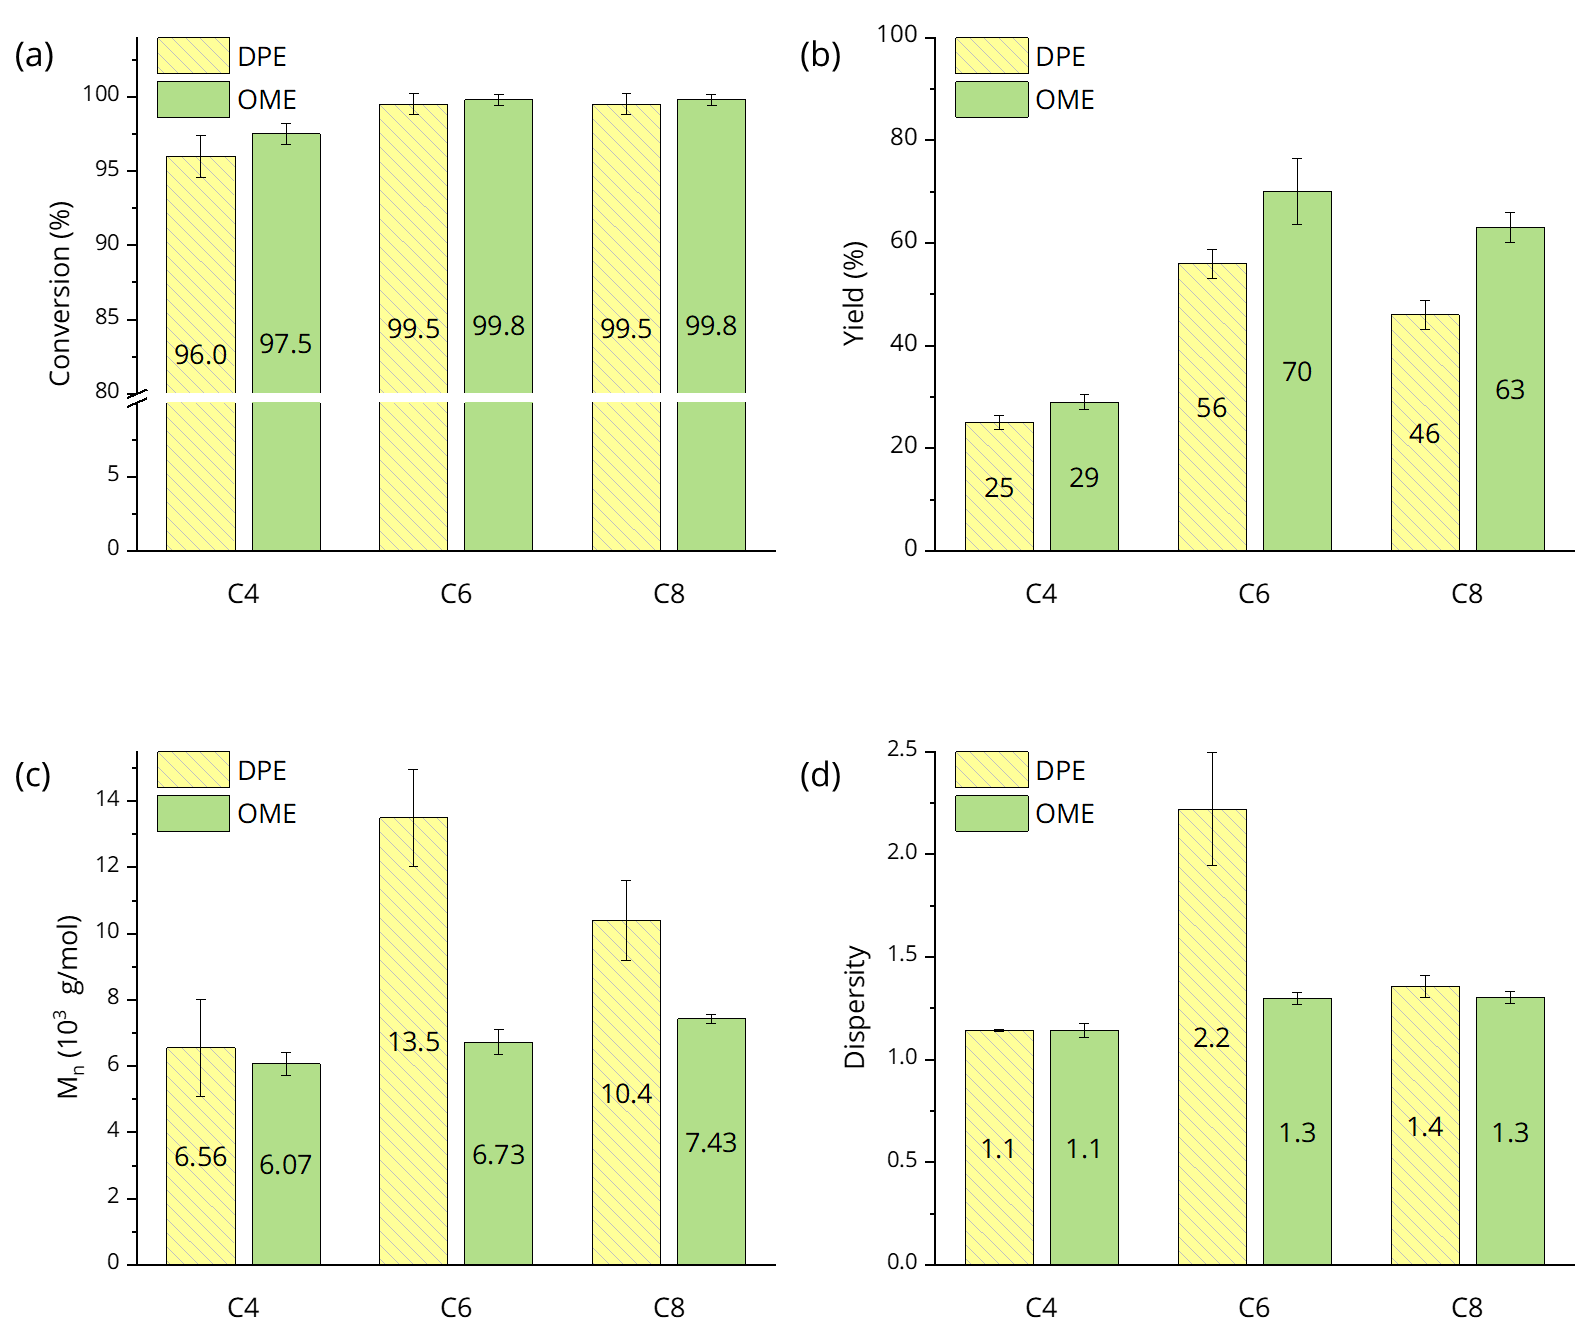 (a)
DPE
OME
Conversion (%)
100
95
90
85
80
5
0
96.0
97.5
99.5
99.8
99.5
99.8
C4
C6
C8
(b)
DPE
OME
Yield (%)
100
80
60
40
20
0
25
29
56
70
46
63
C4
C6
C8
(c)
DPE
OME
Mₙ (10³ g/mol)
14
12
10
8
6
4
2
0
6.56
6.07
13.5
6.73
10.4
7.43
C4
C6
C8
(d)
DPE
OME
Dispersity
2.5
2.0
1.5
1.0
0.5
0.0
1.1
1.1
2.2
1.3
1.4
1.3
C4
C6
C8